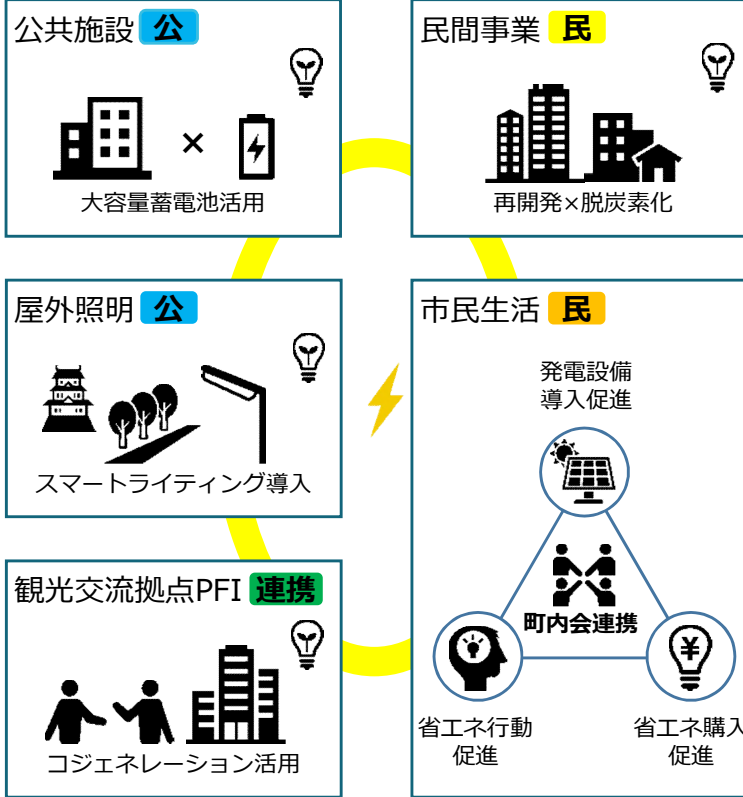 公共施設 公
×
大容量蓄電池活用
民間事業 民
再開発×脱炭素化
屋外照明 公
スマートライティング導入
観光交流拠点PFI 連携
コジェネレーション活用
市民生活 民
発電設備
導入促進
町内会連携
¥
省エネ行動
促進
省エネ購入
促進